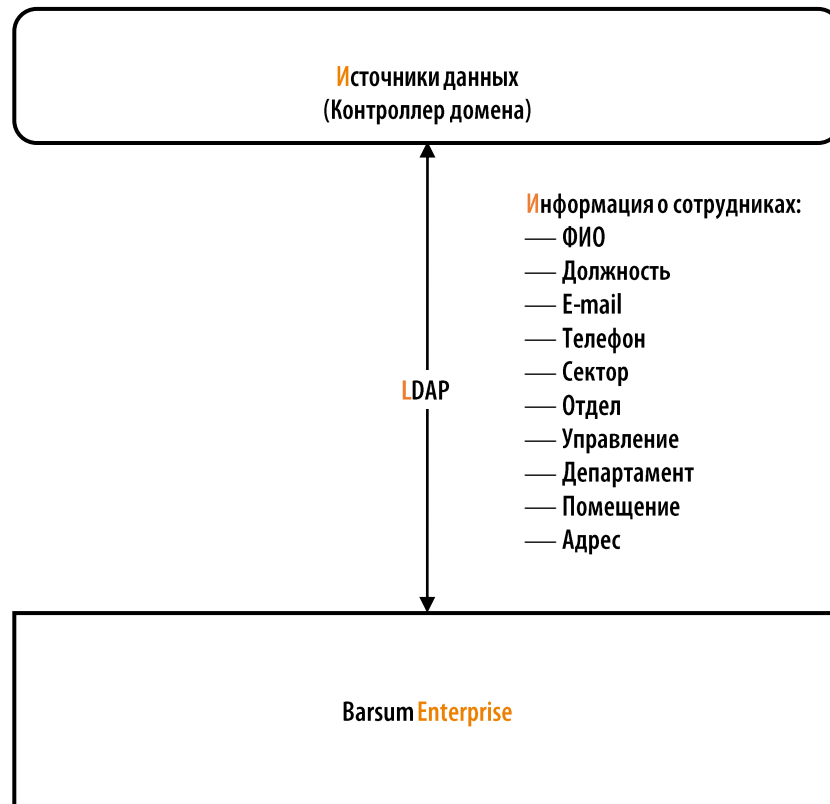 Источники данных
(Контроллер домена)
Информация о сотрудниках:
— ФИО
— Должность
— E-mail
— Телефон
— Сектор
— Отдел
— Управление
— Департамент
— Помещение
— Адрес
LDAP
Barsum Enterprise